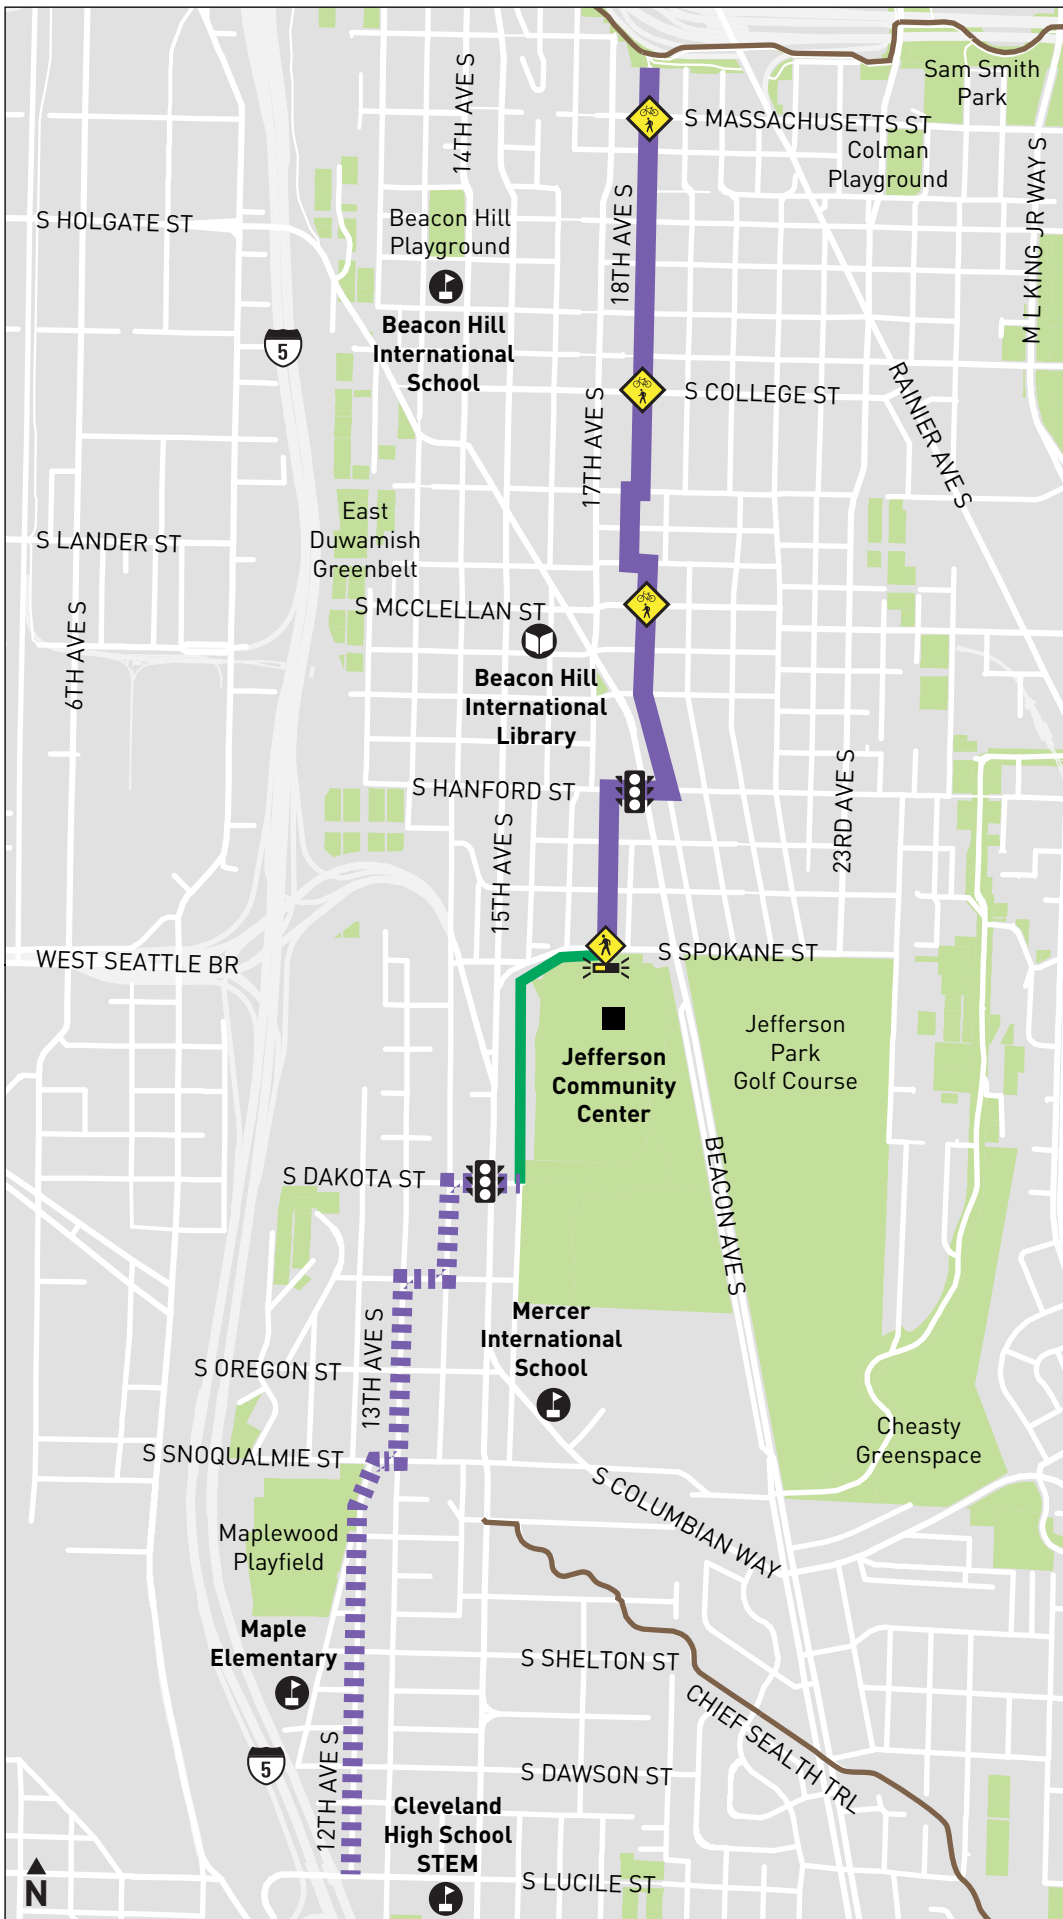 Sam Smith
Park
14TH AVE S
S MASSACHUSETTS ST
Colman
Playground
M L KING JR WAY S
18TH AVE S
S HOLGATE ST
Beacon Hill
Playground
Beacon Hill
International
School
5
S COLLEGE ST
RAINIER AVE S
17TH AVE S
East
Duwamish
Greenbelt
S LANDER ST
S MCCLELLAN ST
6TH AVE S
Beacon Hill
International
Library
S HANFORD ST
23RD AVE S
15TH AVE S
S SPOKANE ST
WEST SEATTLE BR
Jefferson
Park
Golf Course
Jefferson
Community
Center
S DAKOTA ST
BEACON AVE S
Mercer
International
School
13TH AVE S
S OREGON ST
Cheasty
Greenspace
S SNOQUALMIE ST
S COLUMBIAN WAY
Maplewood
Playfield
Maple
Elementary
S SHELTON ST
CHIEF SEALTH TRL
5
12TH AVE S
S DAWSON ST
Cleveland
High School
STEM
S LUCILE ST
N